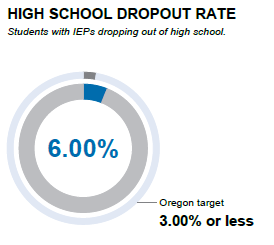 HIGH SCHOOL DROPOUT RATE
Students with IEPs dropping out of high school.
6.00%
Oregon target
3.00% or less